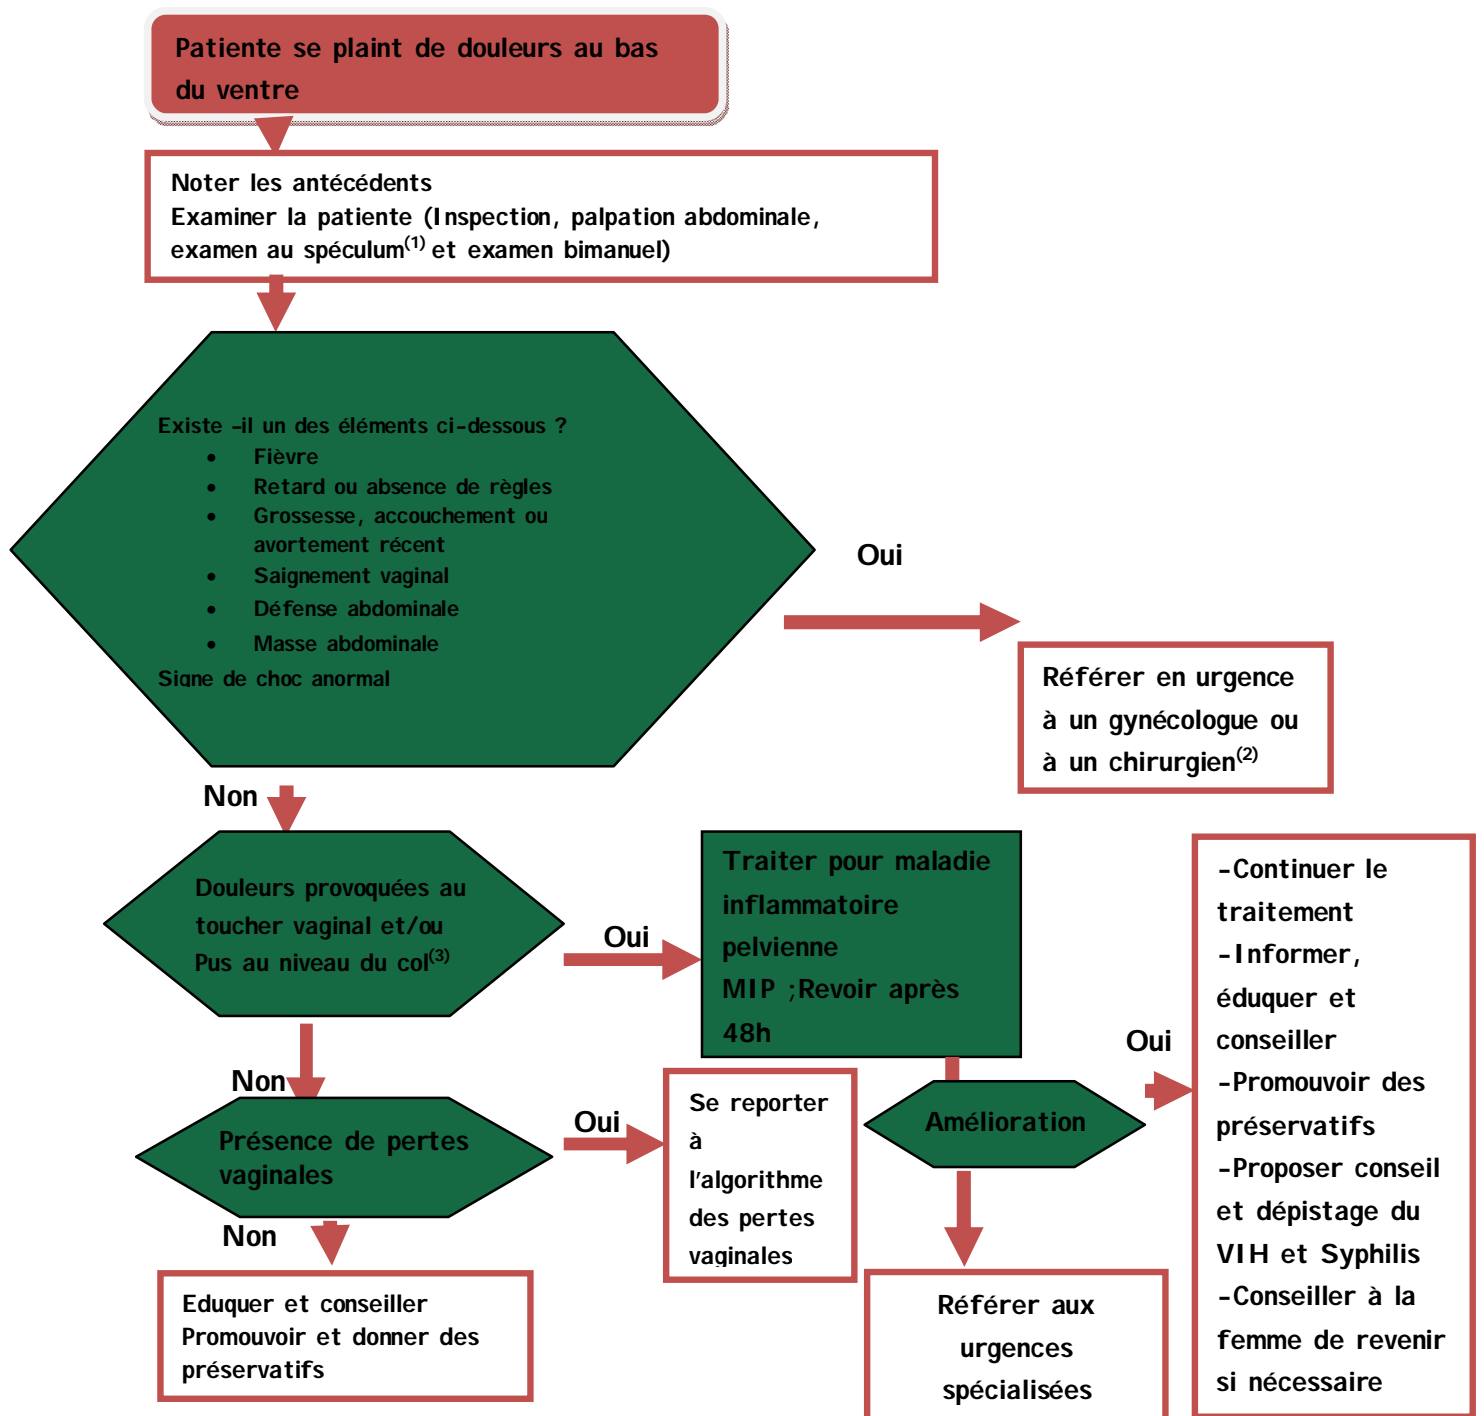 Patiente se plaint de douleurs au bas
du ventre
Noter les antécédents
Examiner la patiente (Inspection, palpation abdominale,
examen au spéculum(1) et examen bimanuel)
Existe -il un des éléments ci-dessous ?
• Fièvre
• Retard ou absence de règles
• Grossesse, accouchement ou
avortement récent
• Saignement vaginal
• Défense abdominale
• Masse abdominale
Signe de choc anormal
Oui
Référer en urgence
à un gynécologue ou
à un chirurgien(2)
Non
Douleurs provoquées au
toucher vaginal et/ou
Pus au niveau du col(3)
Oui
Traiter pour maladie
inflammatoire
pelvienne
MIP ;Revoir après
48h
Amélioration
Oui
-Continuer le
traitement
-Informer,
éduquer et
conseiller
-Promouvoir des
préservatifs
-Proposer conseil
et dépistage du
VIH et Syphilis
-Conseiller à la
femme de revenir
si nécessaire
Référer aux
urgences
spécialisées
Non
Présence de pertes
vaginales
Oui
Se reporter
à
l'algorithme
des pertes
vaginales
Non
Eduquer et conseiller
Promouvoir et donner des
préservatifs